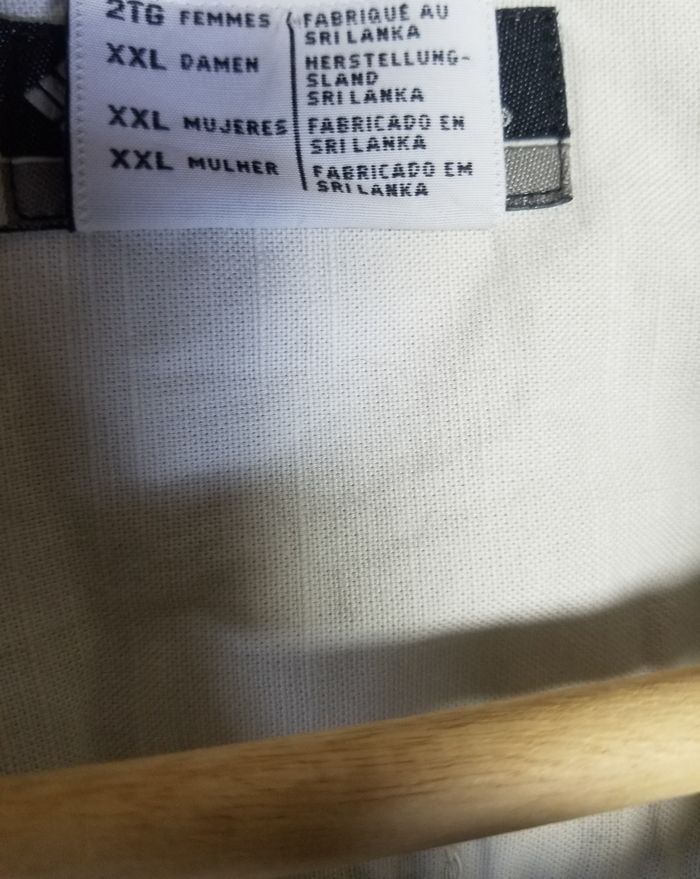 2TG FEMMES
XXL DAMEN
XXL MUJERES
XXL MULHER
FABRIQUÉ AU
SRI LANKA
HERSTELLUNG-
SLAND
SRI LANKA
FABRICADO EN
SRI LANKA
FABRICADO EM
SRI LANKA